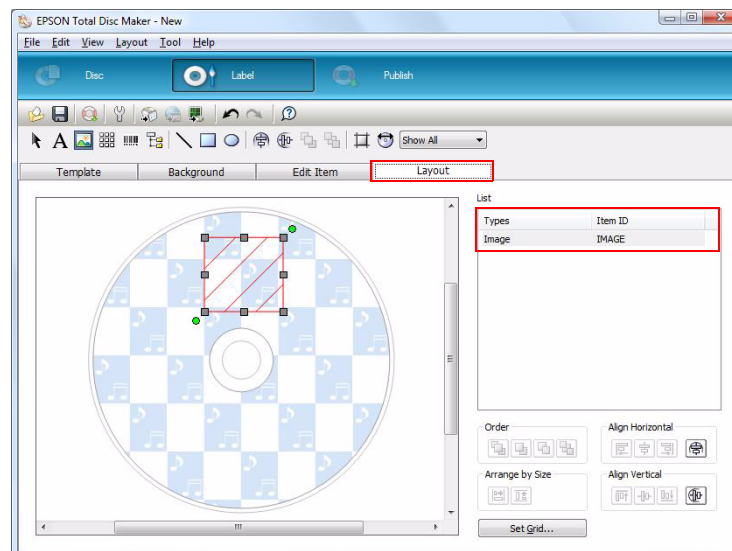 EPSON Total Disc Maker - New
File Edit View Layout Tool Help
Disc Label Publish
A Show All
Template Background Edit Item Layout
List
Types Item ID
Image IMAGE
Order Align Horizontal
Arrange by Size Align Vertical
Set Grid...